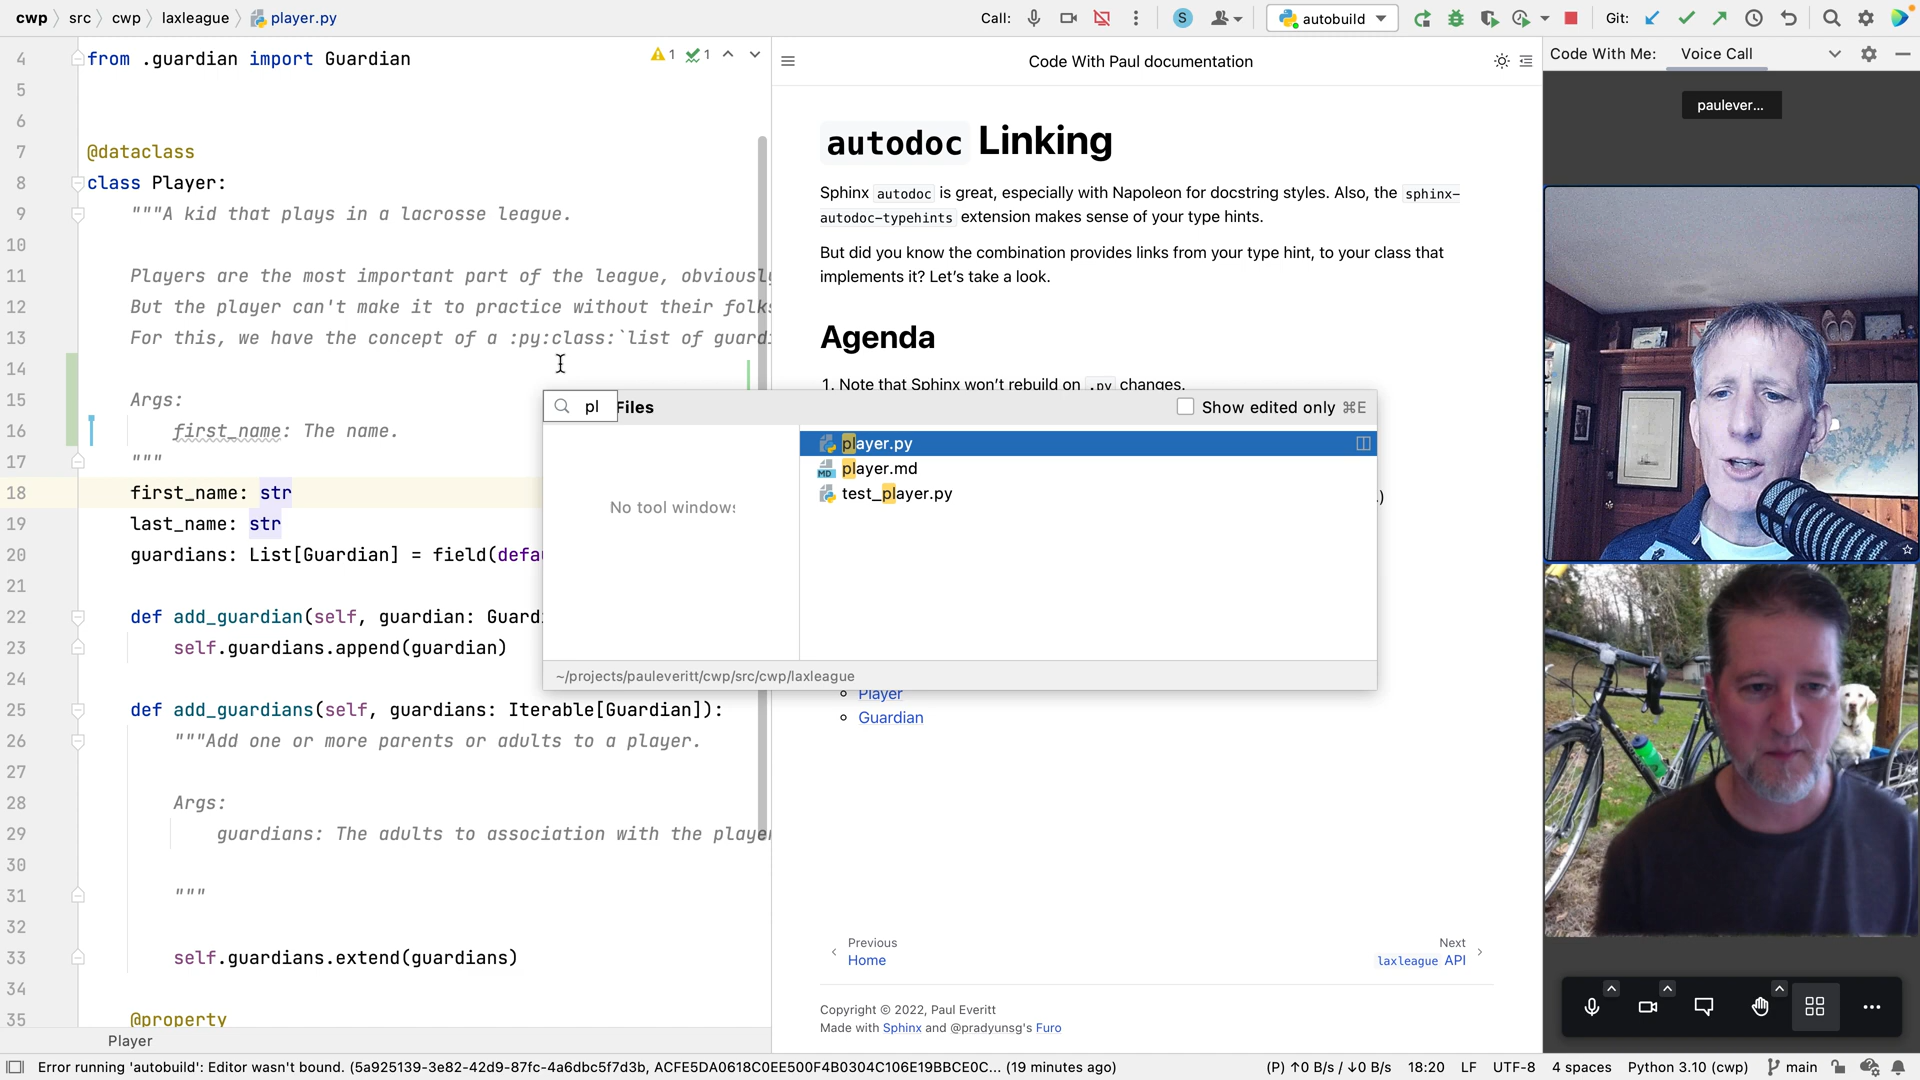 cwp
src
cwp
laxleague
player.py
Call:
S
autobuild
Git:
4 from .guardian import Guardian
1
1
5
6
7 @dataclass
8 class Player:
9 """A kid that plays in a lacrosse league.
10
11 Players are the most important part of the league, obviously
12 But the player can't make it to practice without their folks
13 For this, we have the concept of a :py:class:`list of guardi
14
15 Args:
16 first_name: The name.
17 """
18 first_name: str
19 last_name: str
20 guardians: List[Guardian] = field(defau
21
22 def add_guardian(self, guardian: Guardi
23 self.guardians.append(guardian)
24
25 def add_guardians(self, guardians: Iterable[Guardian]):
26 """Add one or more parents or adults to a player.
27
28 Args:
29 guardians: The adults to association with the player
30
31 """
32
33 self.guardians.extend(guardians)
34
35 @property
Player
Code With Paul documentation
autodoc Linking
Sphinx autodoc is great, especially with Napoleon for docstring styles. Also, the sphinx-
autodoc-typehints extension makes sense of your type hints.
But did you know the combination provides links from your type hint, to your class that
implements it? Let's take a look.
Agenda
1. Note that Sphinx won't rebuild on .py changes.
pl
Files
Show edited only ⌘E
No tool windows
player.py
MD player.md
test_player.py
~/projects/pauleveritt/cwp/src/cwp/laxleague
.)
Player
Guardian
Previous
Home
Next
laxleague API
Copyright © 2022, Paul Everitt
Made with Sphinx and @pradyunsg's Furo
Code With Me:
Voice Call
paulever...
Error running 'autobuild': Editor wasn't bound. (5a925139-3e82-42d9-87fc-4a6dbc5f7d3b, ACFE5DA0618C0EE500F4B0304C106E19BBCE0C... (19 minutes ago)
(P) ↑0 B/s / ↓0 B/s
18:20
LF
UTF-8
4 spaces
Python 3.10 (cwp)
main